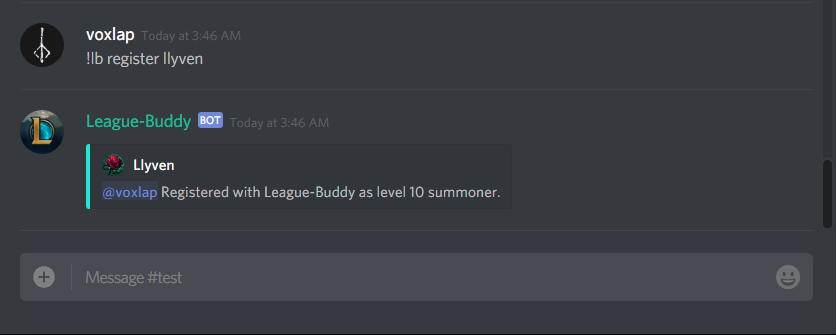 voxlap Today at 3:46 AM
!lb register llyven
League-Buddy BOT Today at 3:46 AM
Llyven
@voxlap Registered with League-Buddy as level 10 summoner.
Message #test